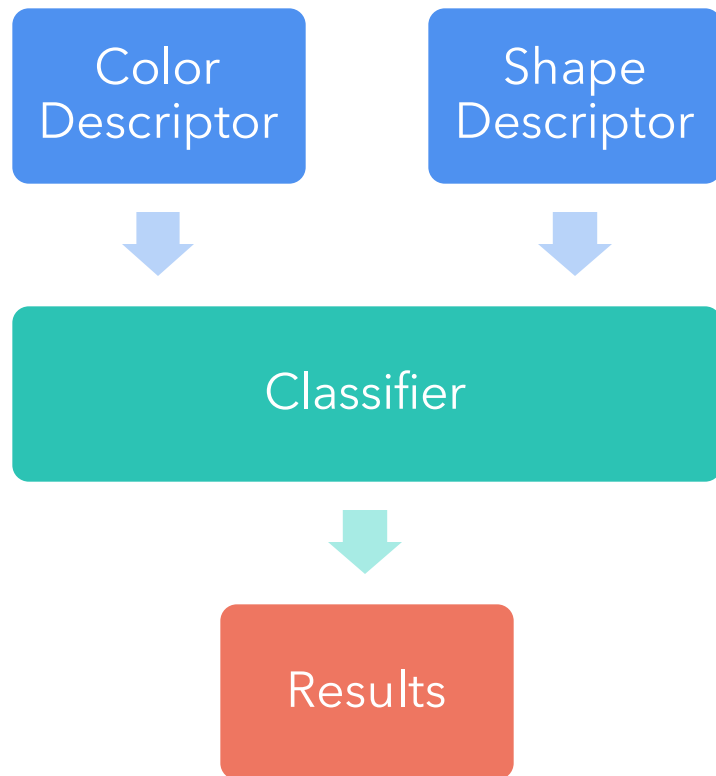 Color
Descriptor
Shape
Descriptor
Classifier
Results